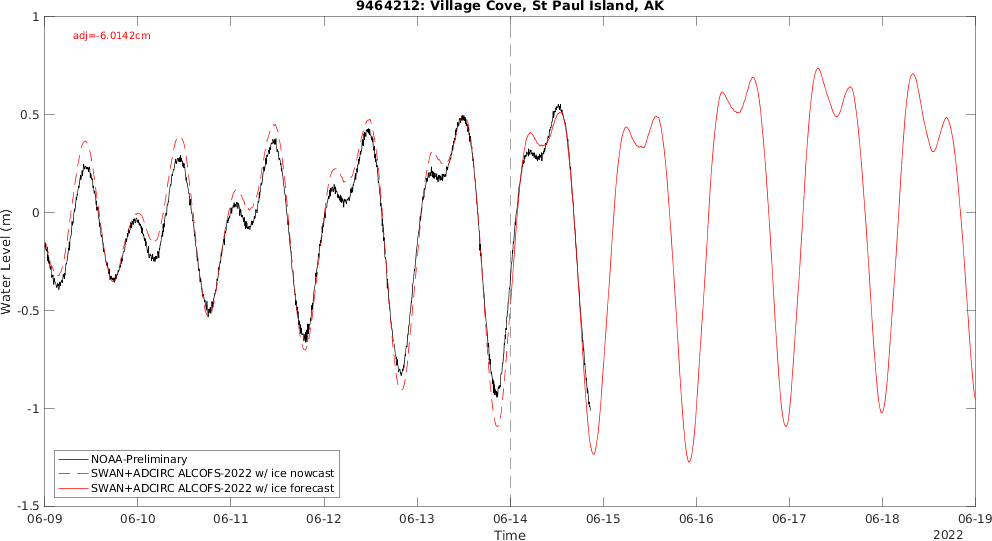 9464212: Village Cove, St Paul Island, AK
adj=-6.0142cm
Water Level (m)
1
0.5
0
-0.5
-1
-1.5
NOAA-Preliminary
SWAN+ADCIRC ALCOFS-2022 w/ ice nowcast
SWAN+ADCIRC ALCOFS-2022 w/ ice forecast
06-09 06-10 06-11 06-12 06-13 06-14 06-15 06-16 06-17 06-18 06-19
Time
2022